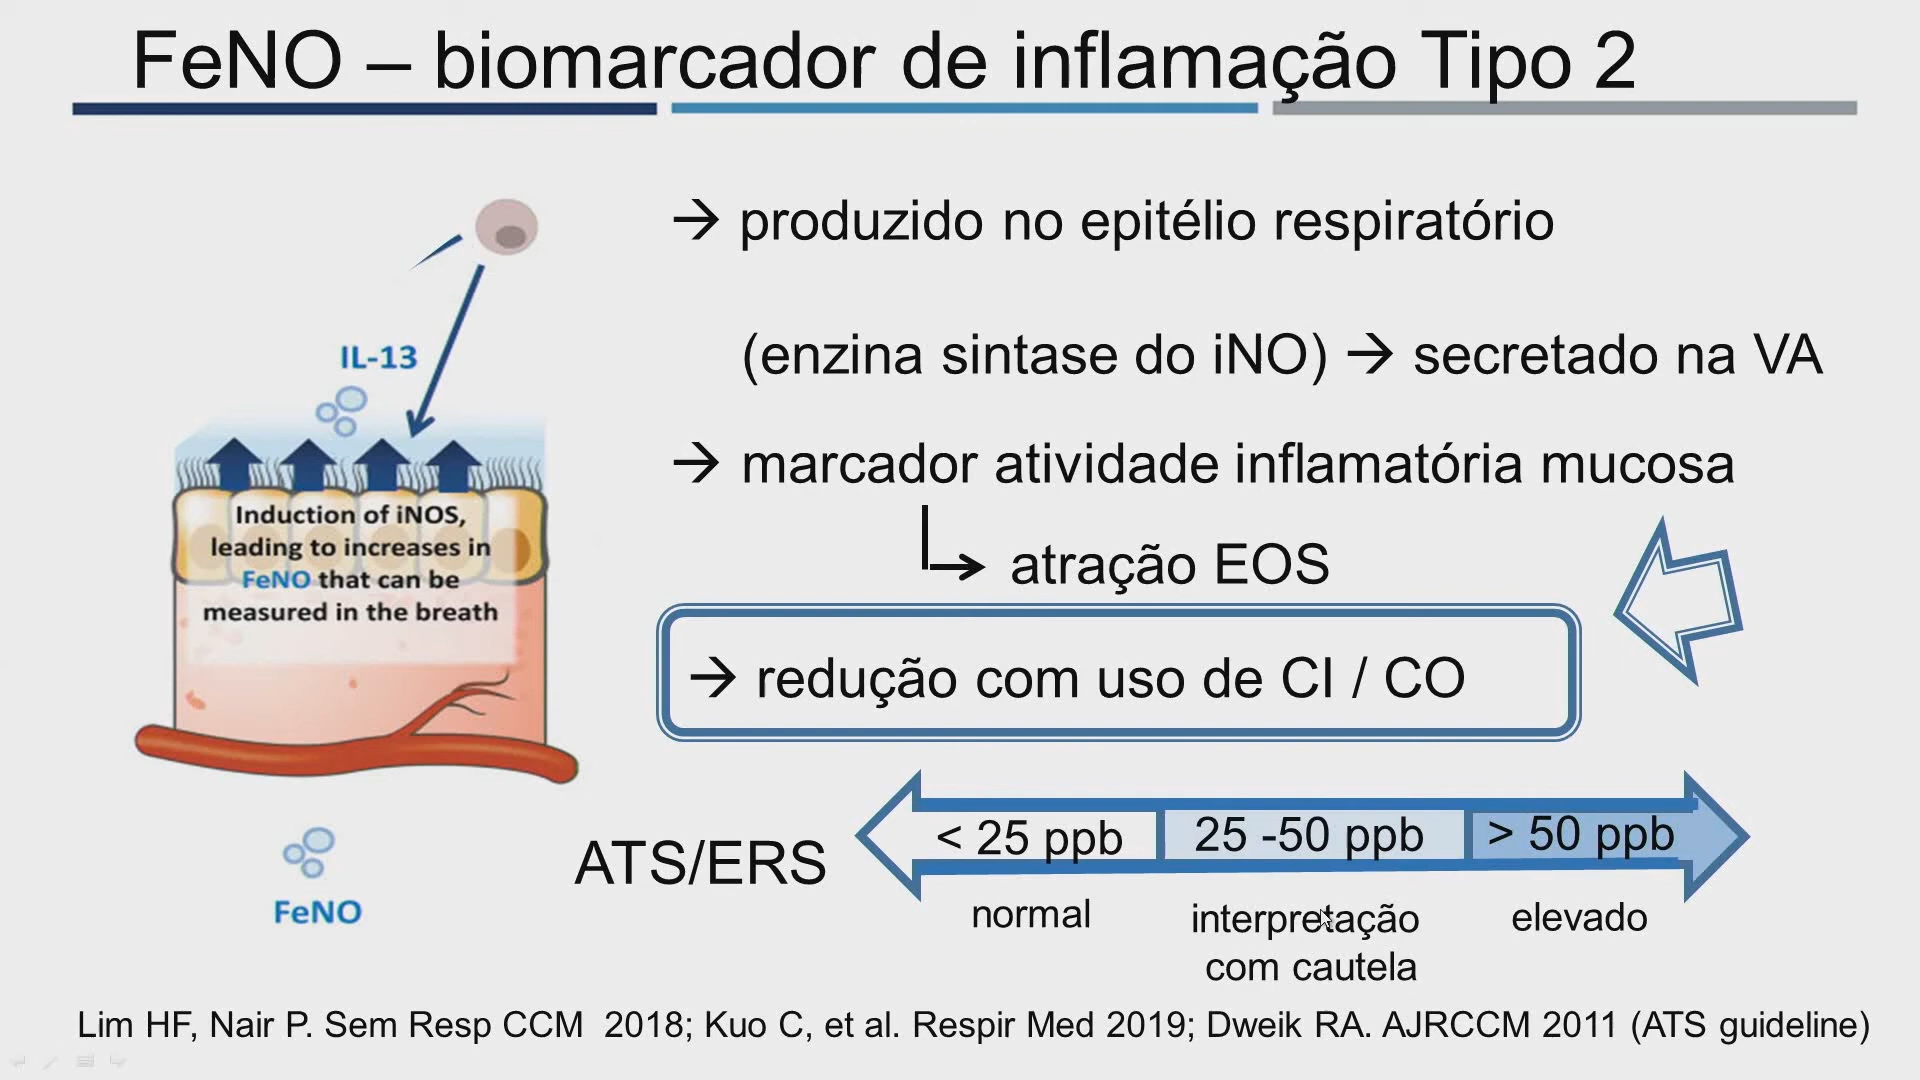 FeNO – biomarcador de inflamação Tipo 2
→ produzido no epitélio respiratório
(enzina sintase do iNO) → secretado na VA
→ marcador atividade inflamatória mucosa
atração EOS
→ redução com uso de CI / CO
IL-13
Induction of iNOS,
leading to increases in
FeNO that can be
measured in the breath
FeNO
ATS/ERS
< 25 ppb
25 -50 ppb
> 50 ppb
normal
interpretação
com cautela
elevado
Lim HF, Nair P. Sem Resp CCM 2018; Kuo C, et al. Respir Med 2019; Dweik RA. AJRCCM 2011 (ATS guideline)